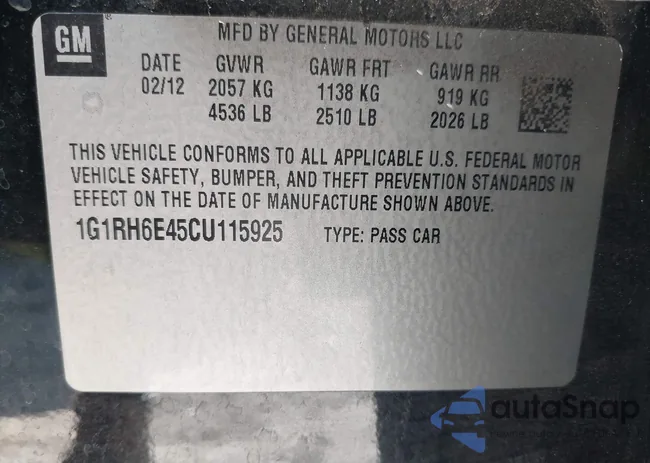 GM
MFD BY GENERAL MOTORS LLC
DATE GVWR GAWR FRT GAWR RR
02/12 2057 KG 1138 KG 919 KG
4536 LB 2510 LB 2026 LB
THIS VEHICLE CONFORMS TO ALL APPLICABLE U.S. FEDERAL MOTOR
VEHICLE SAFETY, BUMPER, AND THEFT PREVENTION STANDARDS IN
EFFECT ON THE DATE OF MANUFACTURE SHOWN ABOVE.
1G1RH6E45CU115925 TYPE: PASS CAR
autoSnap